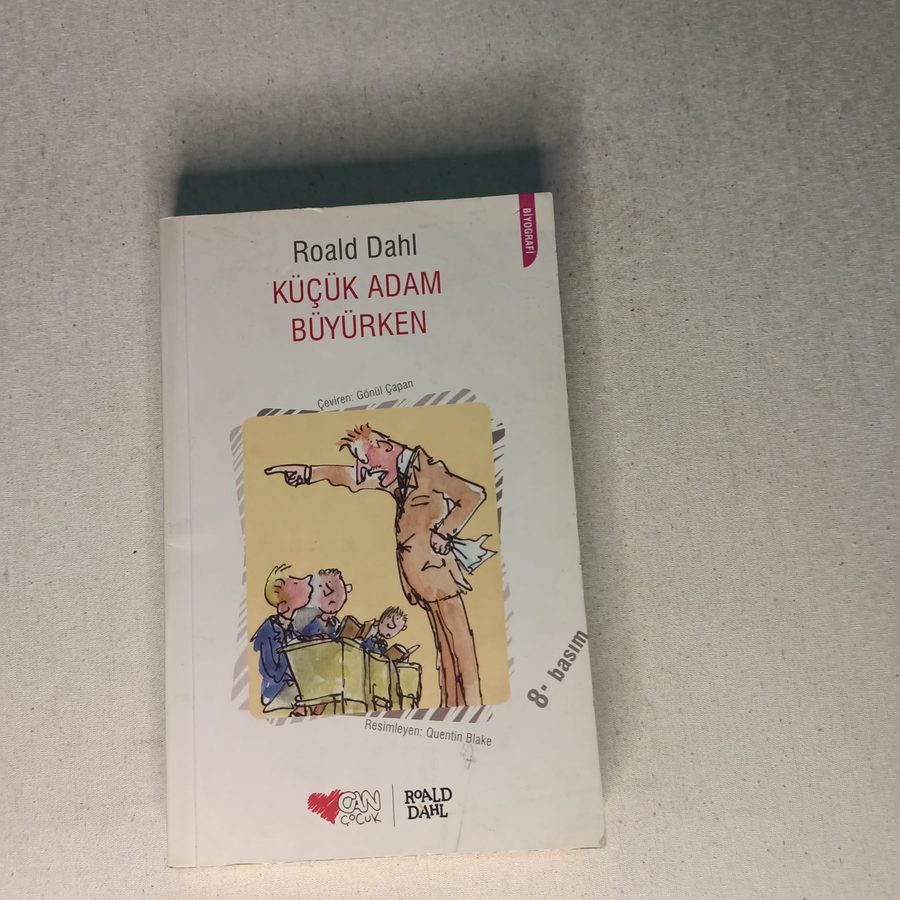 BİYOGRAFİ
Roald Dahl
KÜÇÜK ADAM
BÜYÜRKEN
Çeviren: Gönül Çapan
8. basım
Resimleyen: Quentin Blake
CAN
ÇOCUK
ROALD
DAHL